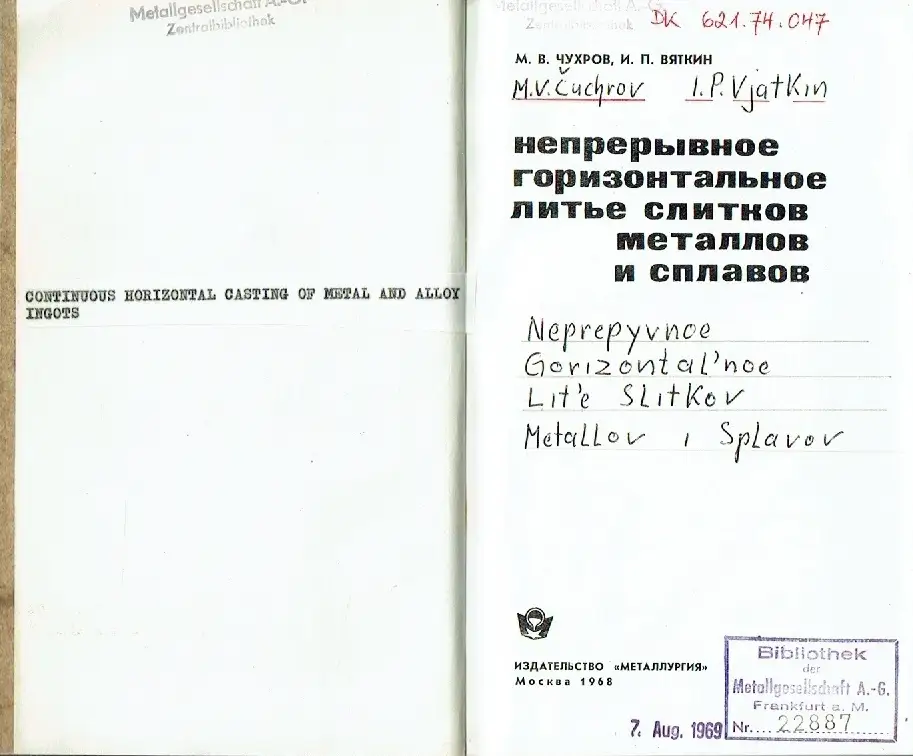 Metallgesellschaft A.-G.
Zentralbibliothek
CONTINUOUS HORIZONTAL CASTING OF METAL AND ALLOY
INGOTS
Metallgesellschaft A.-G.
Zentralbibliothek
DK 621.74.047
М. В. ЧУХРОВ, И. П. ВЯТКИН
M.V. Čuchrov I.P. Vjatkin
непрерывное
горизонтальное
литье слитков
металлов
и сплавов
Neprepyvnoe
Gorizontal'noe
Lit'e Slitkov
Metallov i Splavov
ИЗДАТЕЛЬСТВО «МЕТАЛЛУРГИЯ»
Москва 1968
Bibliothek
der
Metallgesellschaft A.-G.
Frankfurt a. M.
Nr.... 22887
7. Aug. 1969